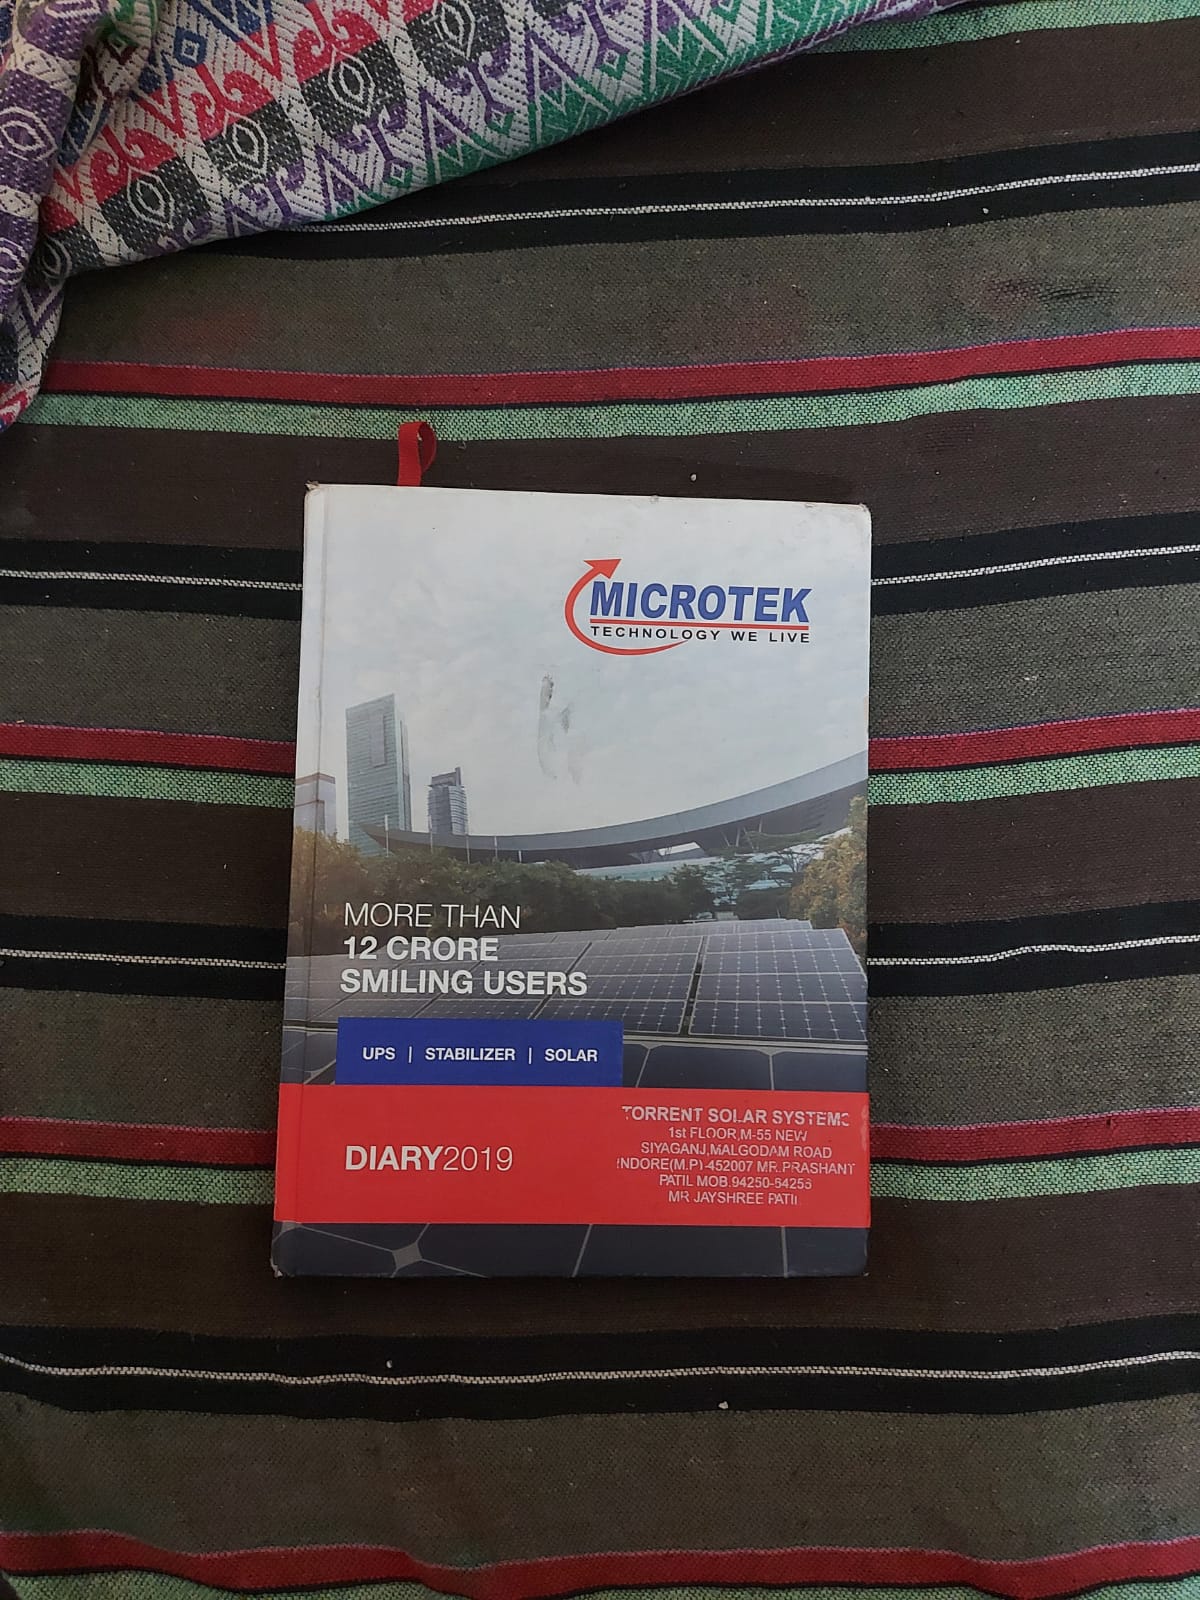 MICROTEK
TECHNOLOGY WE LIVE
MORE THAN
12 CRORE
SMILING USERS
UPS | STABILIZER | SOLAR
DIARY2019
TORRENT SOLAR SYSTEMS
1st FLOOR,M-55 NEW
SIYAGANJ,MALGODAM ROAD
INDORE(M.P)-452007 MR.PRASHANT
PATIL MOB.94250-
MR JAYSHREE PATIL